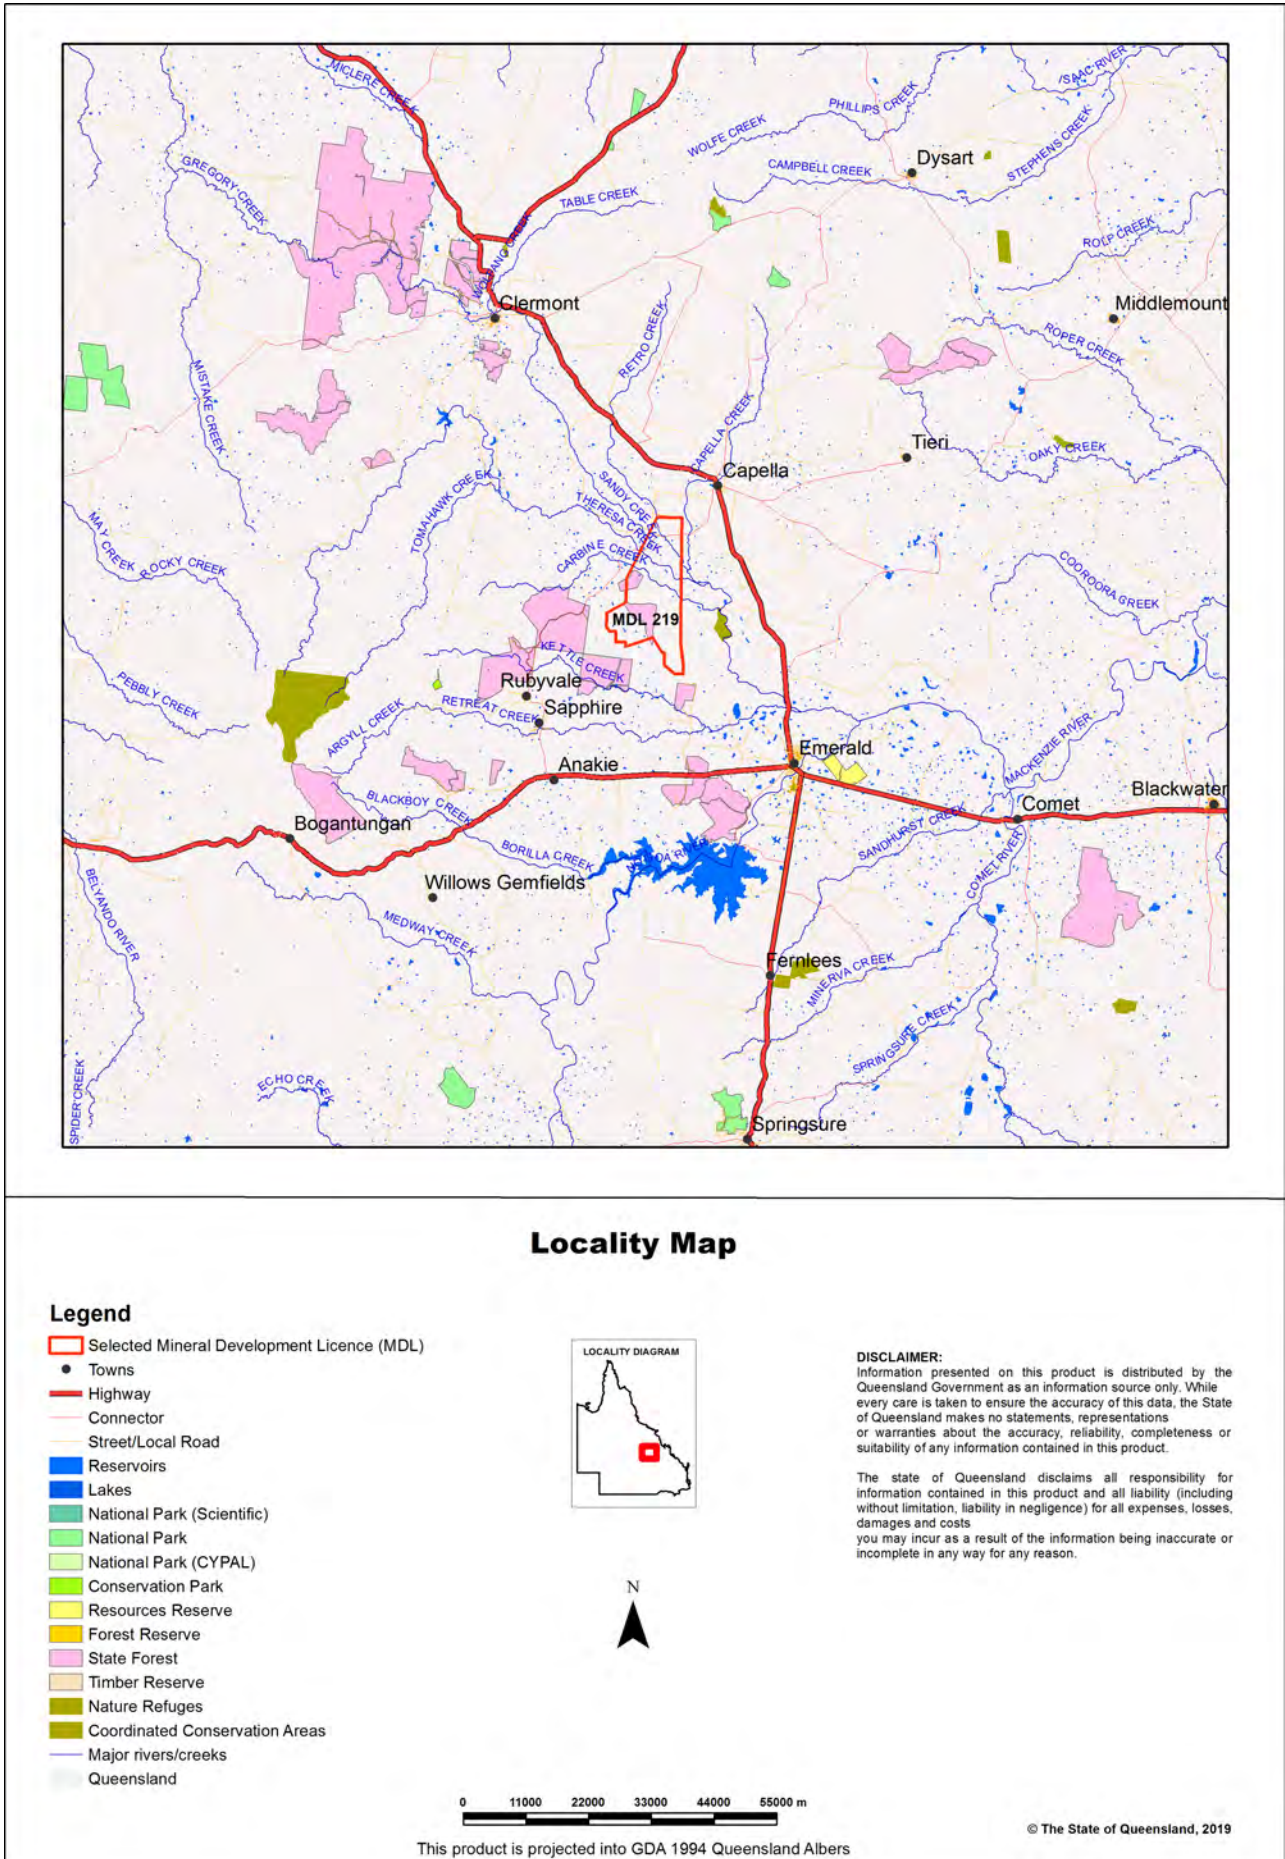 MICLERE CREEK
SAAC RIVER
PHILLIPS CREEK
WOLFE CREEK
STEPHENS CREEK
Dysart
CAMPBELL CREEK
GREGORY CREEK
TABLE CREEK
ROLP CREEK
WOLFANG CREEK
Clermont
Middlemount
RETRO CREEK
ROPER CREEK
MISTAKE CREEK
CAPELLA CREEK
Tieri
OAKY CREEK
Capella
TOMAHAWK CREEK
SANDY CREEK
THERESA CREEK
MAY CREEK
ROCKY CREEK
CARBINE CREEK
COOROORA CREEK
MDL 219
KETTLE CREEK
PEBBLY CREEK
Rubyvale
RETREAT CREEK
Sapphire
ARGYLL CREEK
MACKENZIE RIVER
Emerald
Anakie
Blackwater
BLACKBOY CREEK
Comet
Bogantungan
SANDHURST CREEK
BORILLA CREEK
RIVER
COMET RIVER
Willows Gemfields
BELYANDO RIVER
MEDWAY CREEK
Fernlees
MINERVA CREEK
SPRINGSURE CREEK
ECHO CREEK
SPIDER CREEK
Springsure
Locality Map
Legend
Selected Mineral Development Licence (MDL)
Towns
Highway
Connector
Street/Local Road
Reservoirs
Lakes
National Park (Scientific)
National Park
National Park (CYPAL)
Conservation Park
Resources Reserve
Forest Reserve
State Forest
Timber Reserve
Nature Refuges
Coordinated Conservation Areas
Major rivers/creeks
Queensland
LOCALITY DIAGRAM
N
DISCLAIMER:
Information presented on this product is distributed by the
Queensland Government as an information source only. While
every care is taken to ensure the accuracy of this data, the State
of Queensland makes no statements, representations
or warranties about the accuracy, reliability, completeness or
suitability of any information contained in this product.
The state of Queensland disclaims all responsibility for
information contained in this product and all liability (including
without limitation, liability in negligence) for all expenses, losses,
damages and costs
you may incur as a result of the information being inaccurate or
incomplete in any way for any reason.
0 11000 22000 33000 44000 55000 m
This product is projected into GDA 1994 Queensland Albers
© The State of Queensland, 2019